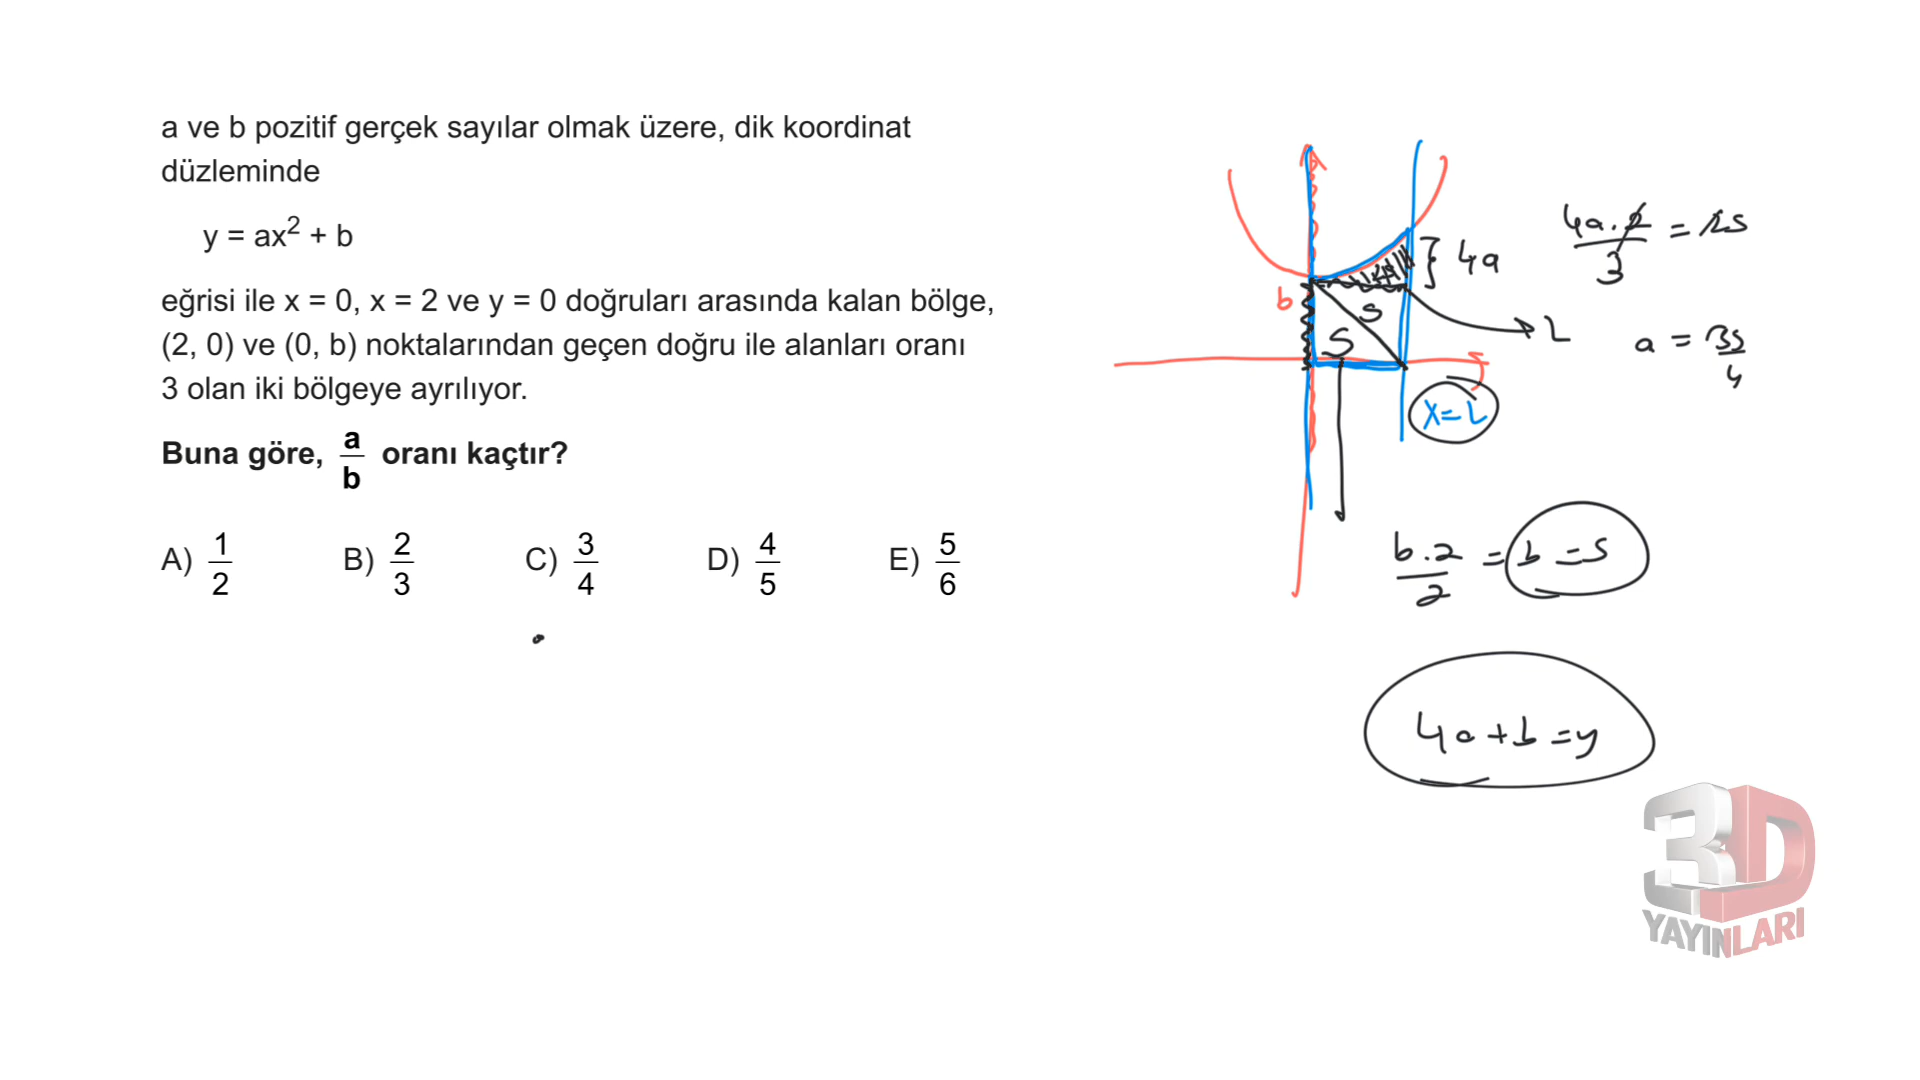 a ve b pozitif gerçek sayılar olmak üzere, dik koordinat
düzleminde
y = ax² + b
eğrisi ile x = 0, x = 2 ve y = 0 doğruları arasında kalan bölge,
(2, 0) ve (0, b) noktalarından geçen doğru ile alanları oranı
3 olan iki bölgeye ayrılıyor.
Buna göre, a/b oranı kaçtır?
A) 1/2 B) 2/3 C) 3/4 D) 4/5 E) 5/6
b
S
S
} 4a
2
x=2
4a.2/3 = 2S
a = 3S/4
b.2/2 = b = S
4a+b=y
3D
YAYINLARI